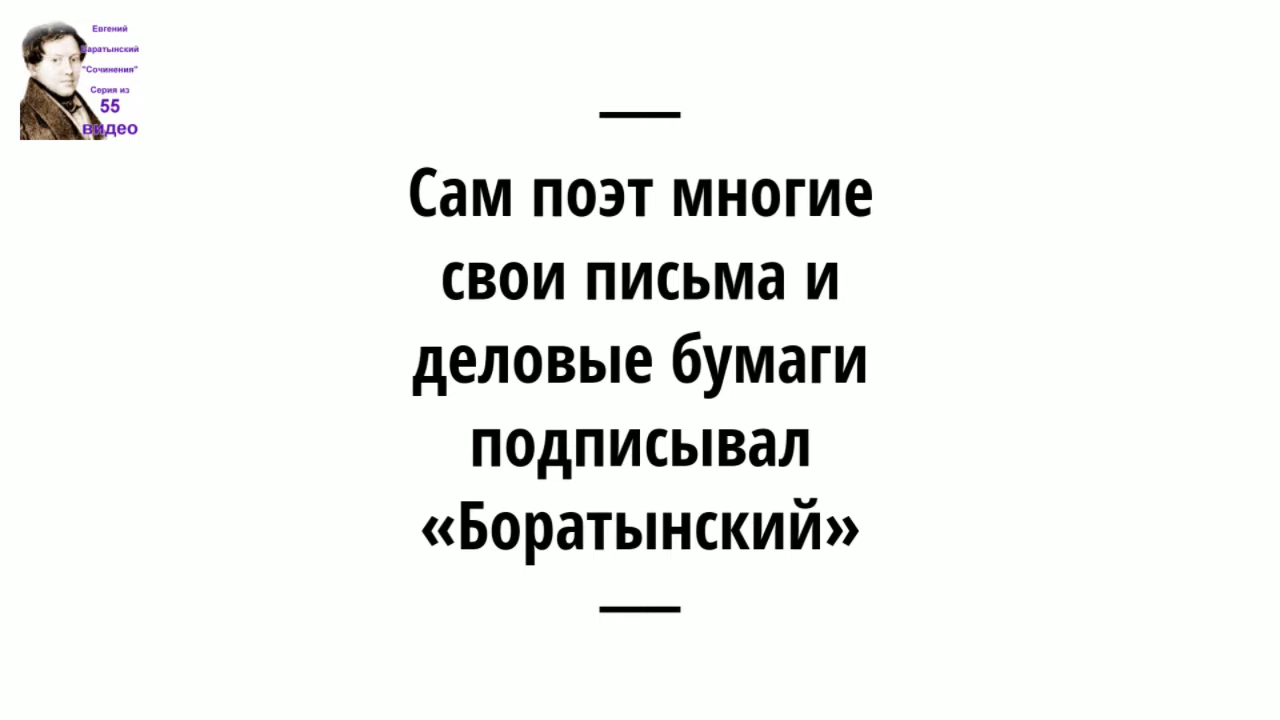 Евгений
Баратынский
"Сочинения"
Серия из
55
видео
Сам поэт многие
свои письма и
деловые бумаги
подписывал
«Боратынский»